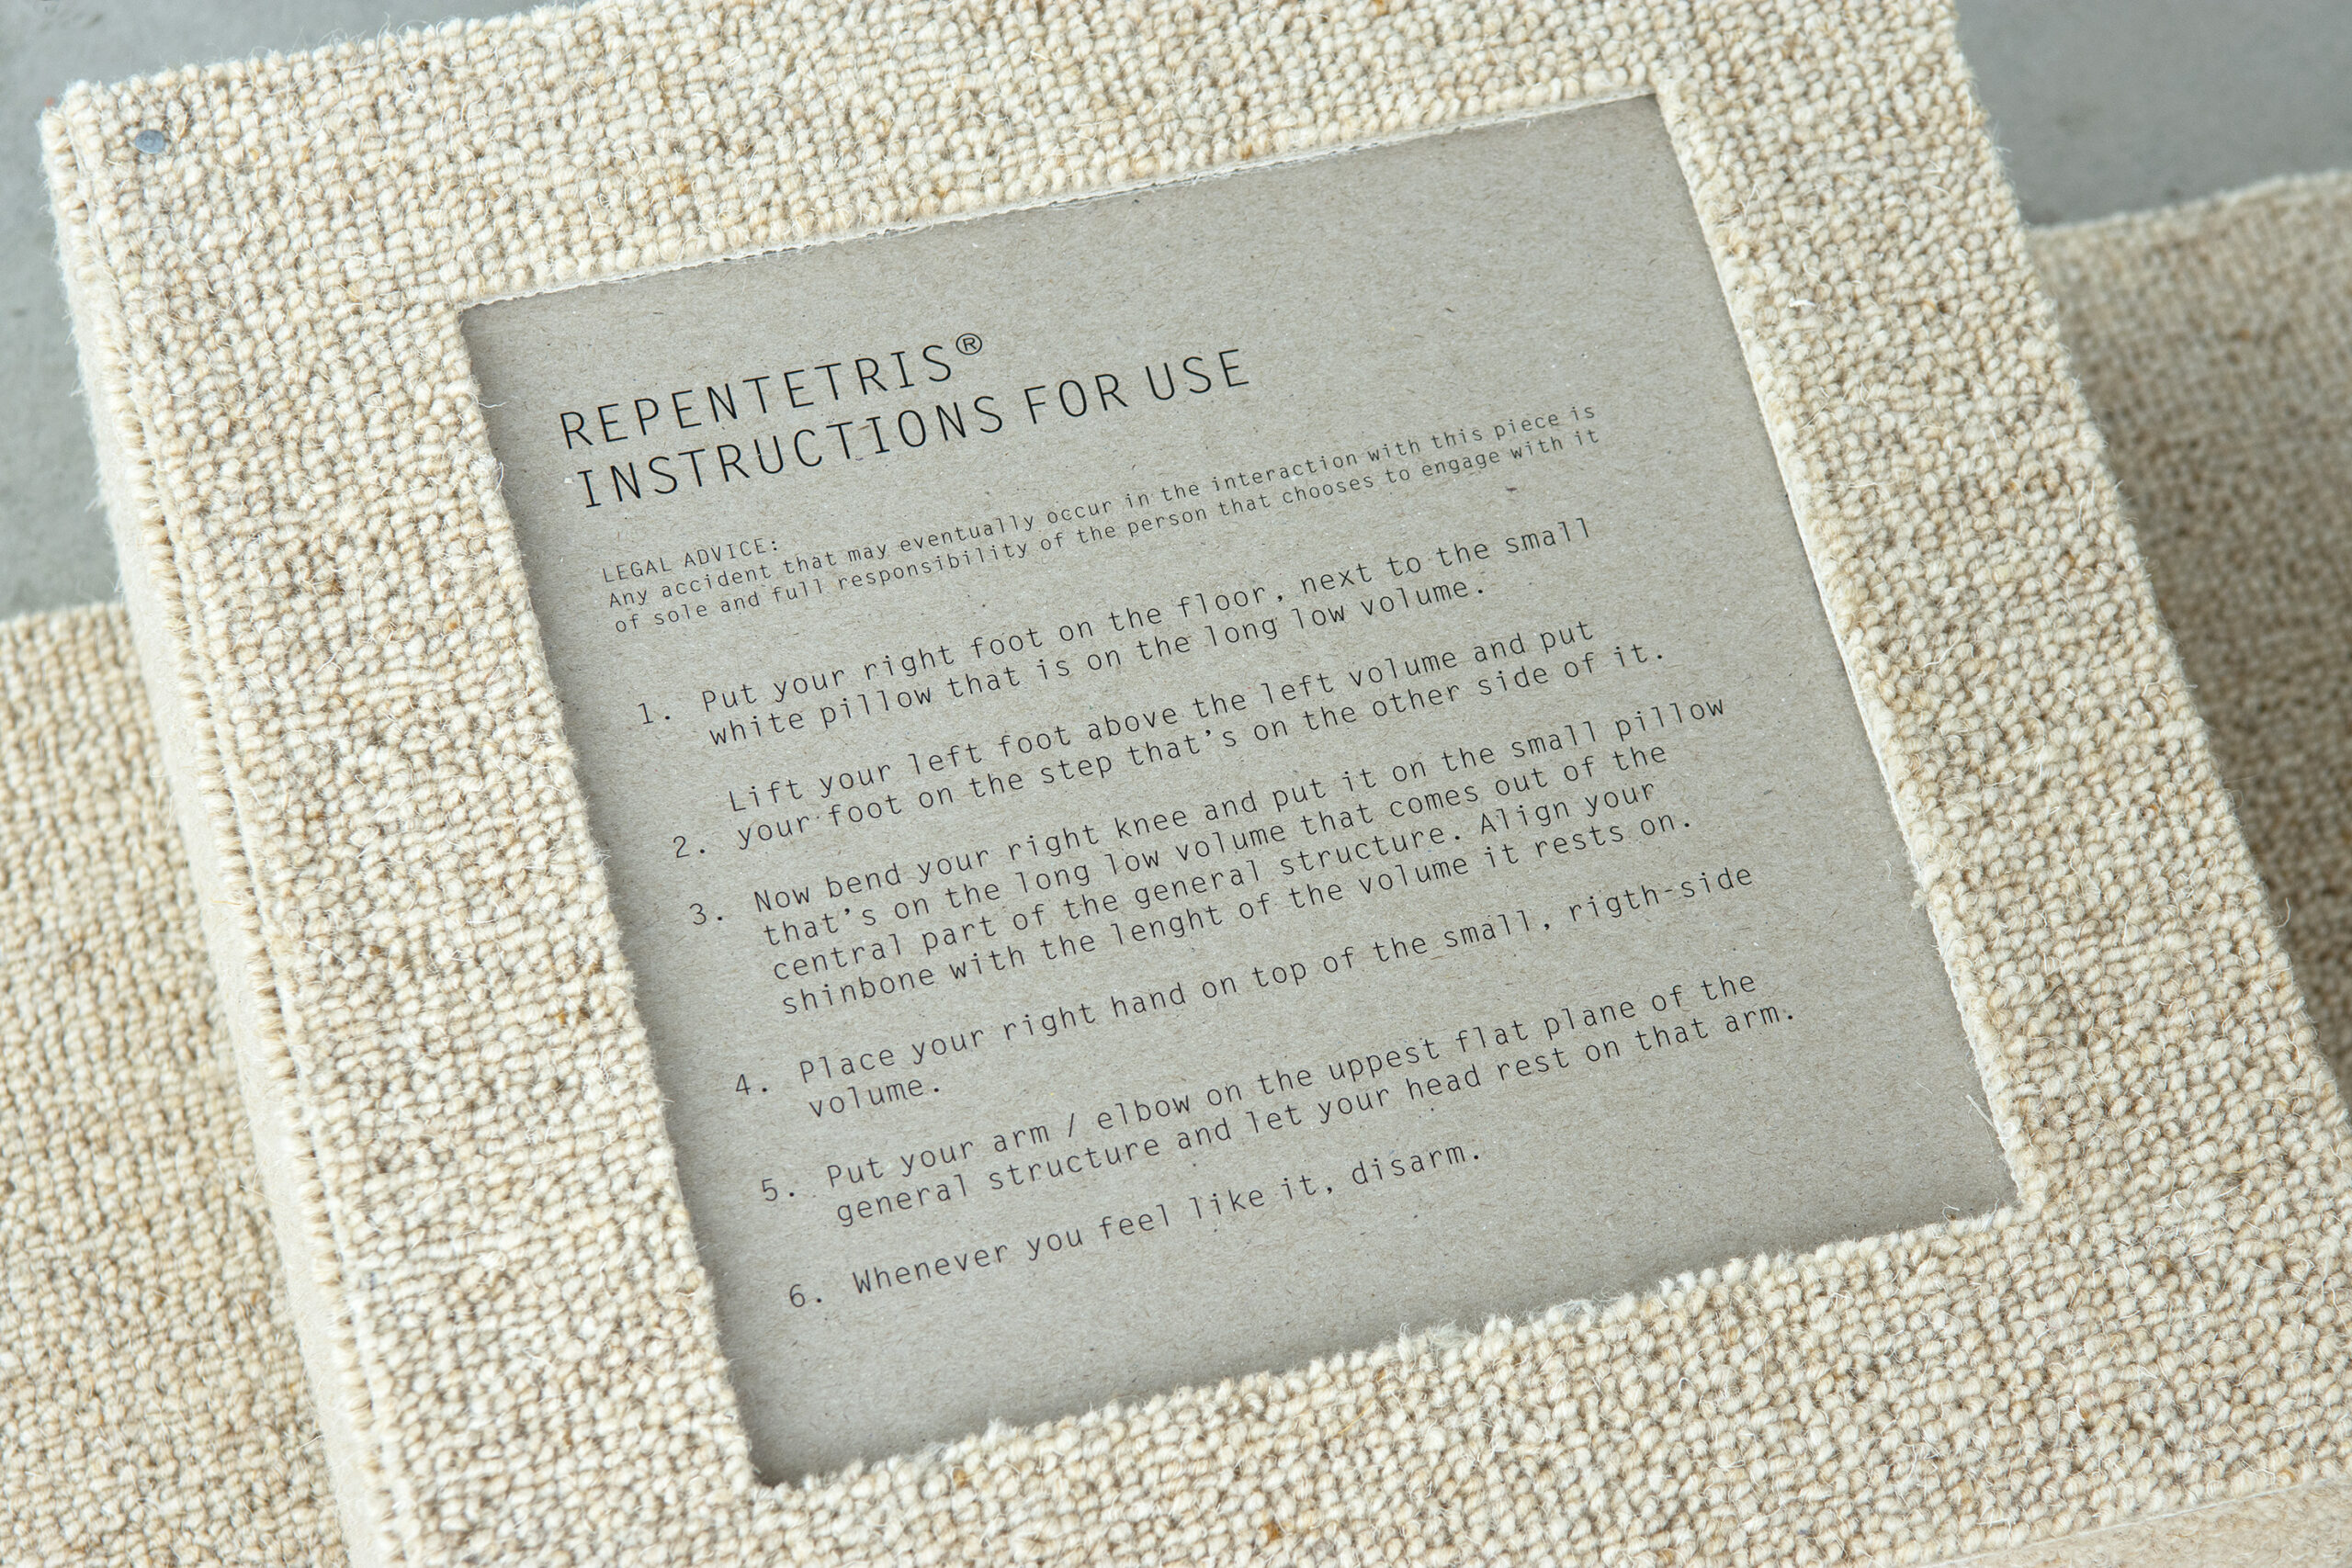 REPENTETRIS®
INSTRUCTIONS FOR USE
LEGAL ADVICE:
Any accident that may eventually occur in the interaction with this piece is
of sole and full responsibility of the person that chooses to engage with it
1. Put your right foot on the floor, next to the small
white pillow that is on the long low volume.
2. Lift your left foot above the left volume and put
your foot on the step that's on the other side of it.
3. Now bend your right knee and put it on the small pillow
that's on the long low volume that comes out of the
central part of the general structure. Align your
shinbone with the lenght of the volume it rests on.
4. Place your right hand on top of the small, rigth-side
volume.
5. Put your arm / elbow on the uppest flat plane of the
general structure and let your head rest on that arm.
6. Whenever you feel like it, disarm.